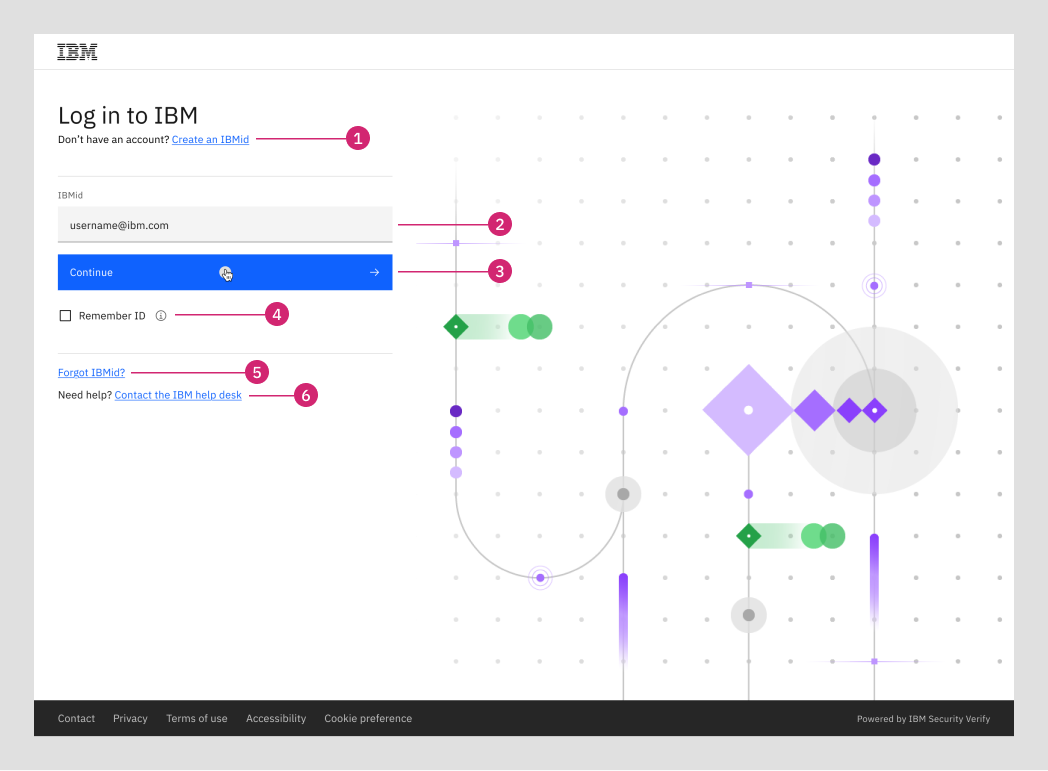 IBM
Log in to IBM
Don't have an account? Create an IBMid
1
IBMid
username@ibm.com
2
Continue
3
Remember ID
4
Forgot IBMid?
5
Need help? Contact the IBM help desk
6
Contact Privacy Terms of use Accessibility Cookie preference Powered by IBM Security Verify